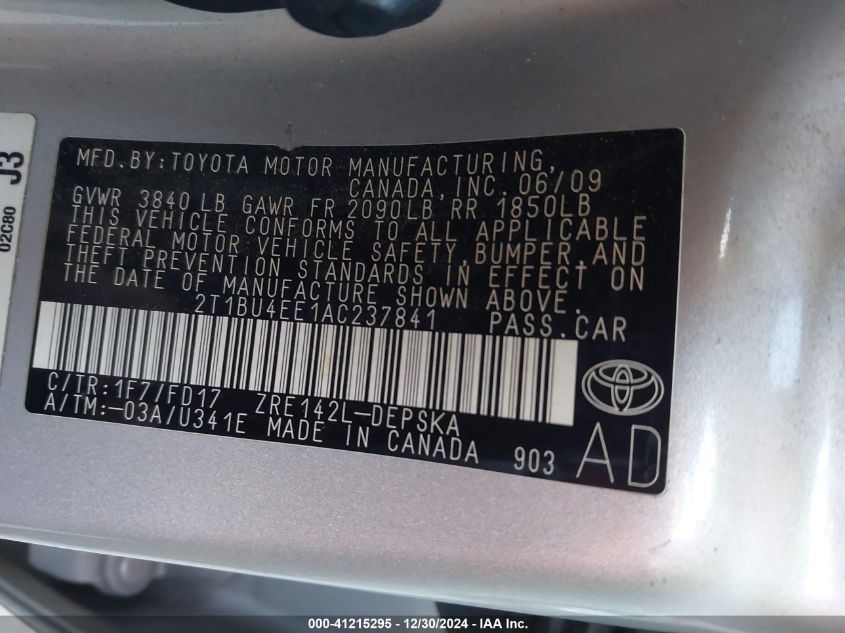 J3
02C80
MFD.BY:TOYOTA MOTOR MANUFACTURING,
CANADA,INC. 06/09
GVWR 3840 LB GAWR FR 2090LB RR 1850LB
THIS VEHICLE CONFORMS TO ALL APPLICABLE
FEDERAL MOTOR VEHICLE SAFETY,BUMPER,AND
THEFT PREVENTION STANDARDS IN EFFECT ON
THE DATE OF MANUFACTURE SHOWN ABOVE.
2T1BU4EE1AC237841 PASS.CAR
C/TR:1F7/FD17 ZRE142L-DEPSKA
A/TM:-03A/U341E MADE IN CANADA 903
AD
000-41215295 - 12/30/2024 - IAA Inc.